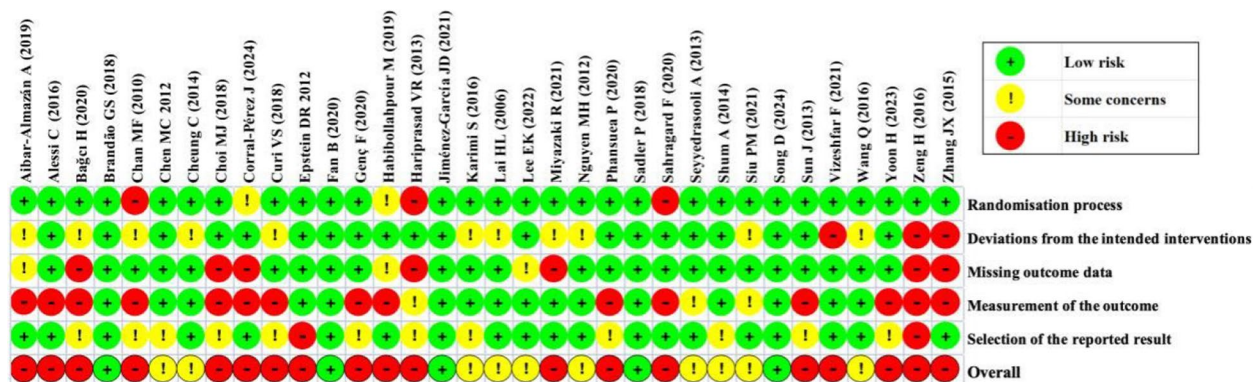 Aibar-Almazán A (2019)
Alessi C (2016)
Bağcı H (2020)
Brandão GS (2018)
Chan MF (2010)
Chen MC 2012
Cheung C (2014)
Choi MJ (2018)
Corral-Pérez J (2024)
Curi VS (2018)
Epstein DR 2012
Fan B (2020)
Genç F (2020)
Habibollahpour M (2019)
Hariprasad VR (2013)
Jiménez-García JD (2021)
Karimi S (2016)
Lai HL (2006)
Lee EK (2022)
Miyazaki R (2021)
Nguyen MH (2012)
Phansuea P (2020)
Sadler P (2018)
Sahragard F (2020)
Seyyedrasooli A (2013)
Shum A (2014)
Siu PM (2021)
Song D (2024)
Sun J (2013)
Vizeshfar F (2021)
Wang Q (2016)
Yoon H (2023)
Zeng H (2016)
Zhang JX (2015)
+ Low risk
! Some concerns
- High risk
+ + + + - + + + ! + + + + ! - + + + + + + + + - + + + + + + + + + + Randomisation process
! + ! + ! + ! + + ! + + + + + + ! ! + ! ! + + + + + ! + + - ! + - - Deviations from the intended interventions
! + - + + + + - - + + + + ! - + + + ! - + + + + + + + + + + + + - - Missing outcome data
- - - + - + + - - - + + - - ! + + + + + + - + - ! + ! + - + + - - - Measurement of the outcome
+ + ! + ! ! + ! + ! - + ! + ! + ! + + + + ! + + + ! + + ! + + ! - + Selection of the reported result
- - - + - ! ! - - - - + - - - + ! ! ! - ! - + - ! ! ! + - - ! - - - Overall